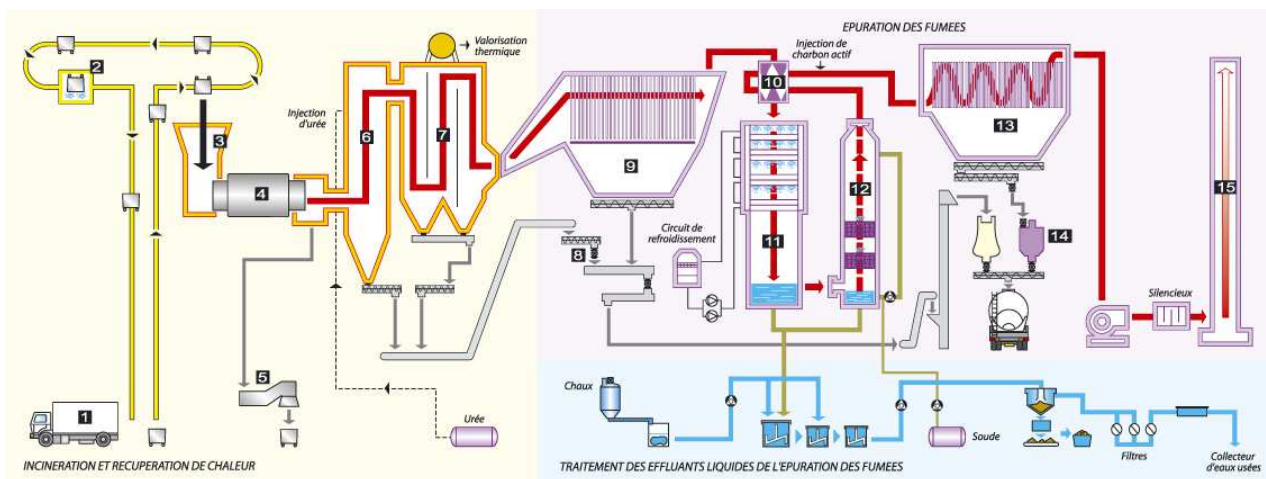 EPURATION DES FUMEES
Valorisation
thermique
Injection de
charbon actif
2
10
Injection
d'urée
3
6
7
13
9
4
12
15
Circuit de
refroidissement
11
14
8
Silencieux
5
Chaux
1
Urée
Soude
Filtres
Collecteur
d'eaux usées
INCINERATION ET RECUPERATION DE CHALEUR
TRAITEMENT DES EFFLUANTS LIQUIDES DE L'EPURATION DES FUMEES